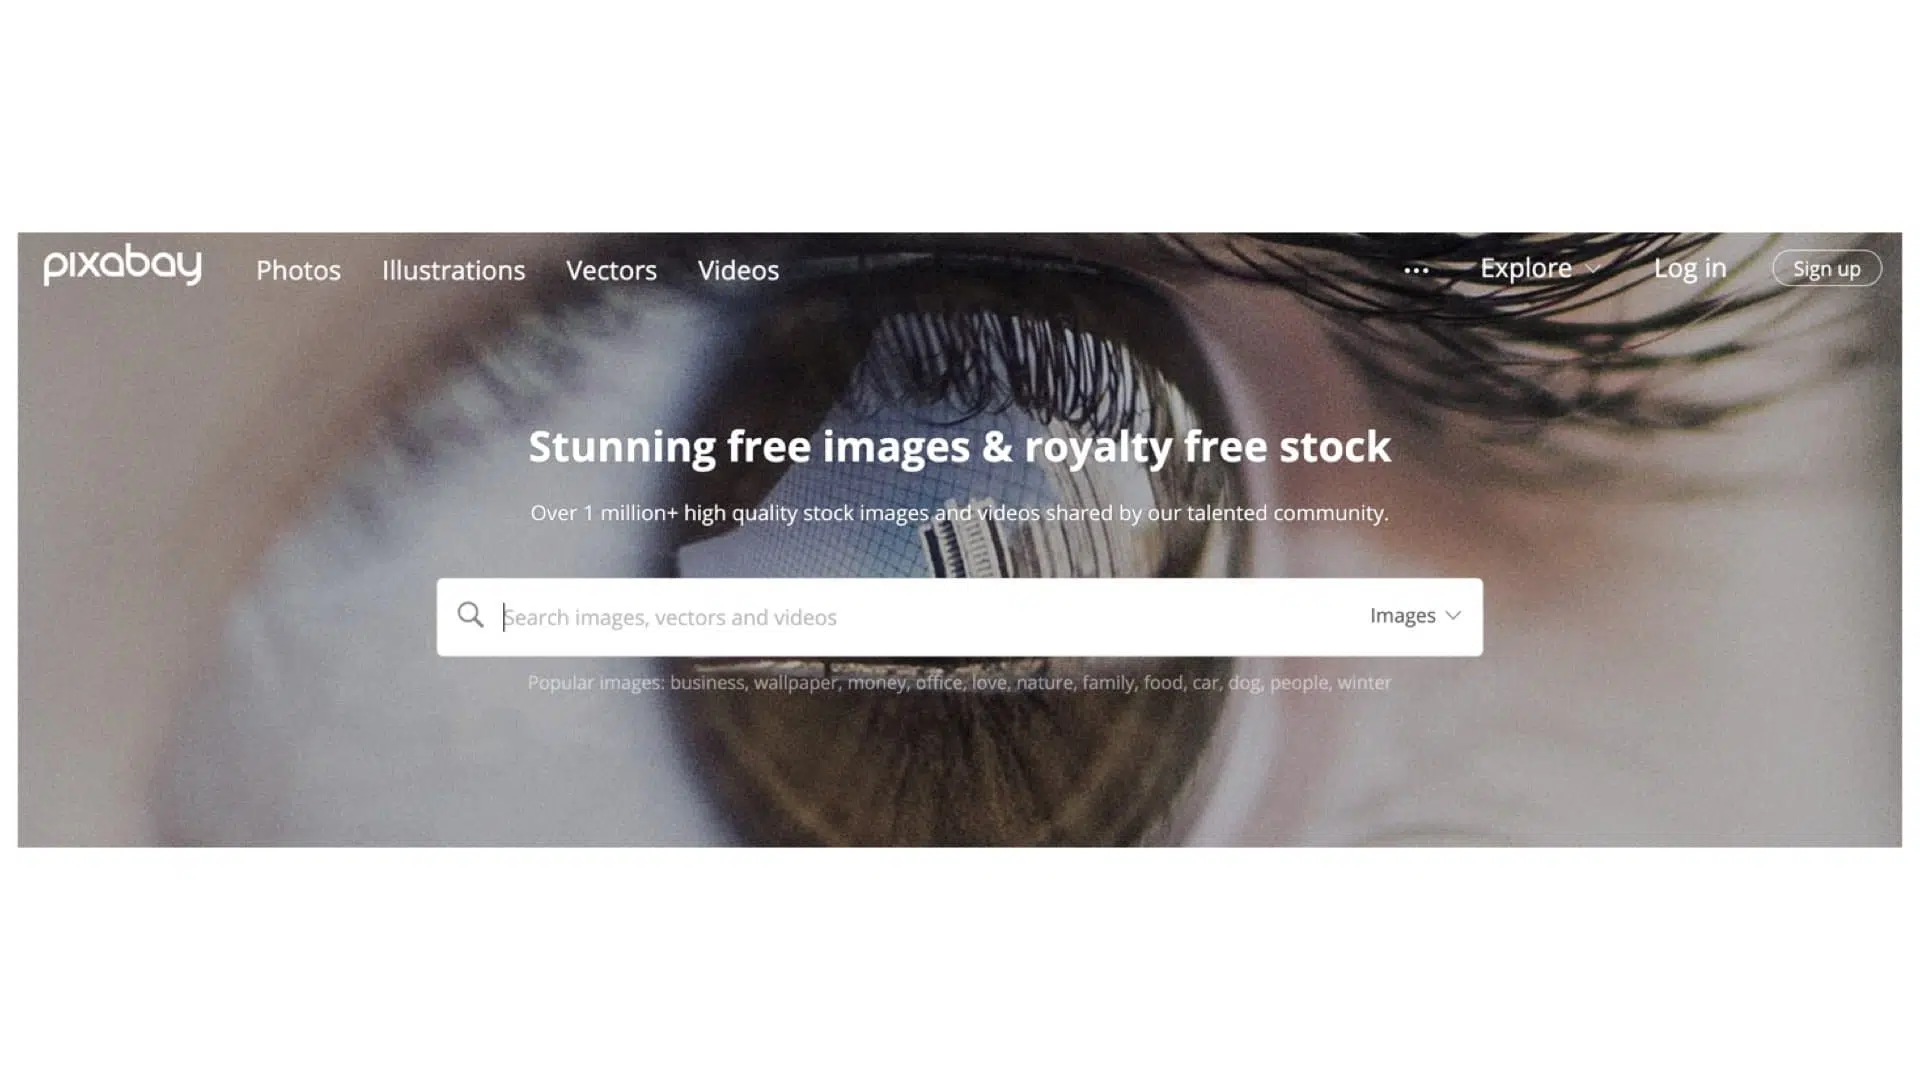 pixabay Photos Illustrations Vectors Videos ••• Explore Log in Sign up
Stunning free images & royalty free stock
Over 1 million+ high quality stock images and videos shared by our talented community.
Search images, vectors and videos Images
Popular images: business, wallpaper, money, office, love, nature, family, food, car, dog, people, winter